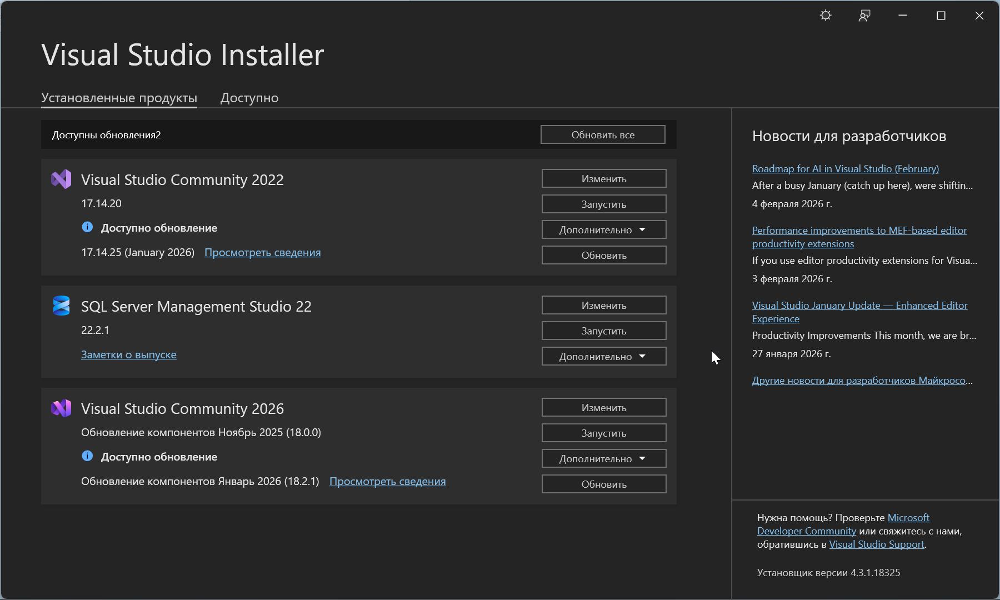 Visual Studio Installer
Установленные продукты
Доступно
Доступны обновления2
Обновить все
Visual Studio Community 2022
17.14.20
Доступно обновление
17.14.25 (January 2026)
Просмотреть сведения
Изменить
Запустить
Дополнительно
Обновить
SQL Server Management Studio 22
22.2.1
Заметки о выпуске
Изменить
Запустить
Дополнительно
Visual Studio Community 2026
Обновление компонентов Ноябрь 2025 (18.0.0)
Доступно обновление
Обновление компонентов Январь 2026 (18.2.1)
Просмотреть сведения
Изменить
Запустить
Дополнительно
Обновить
Новости для разработчиков
Roadmap for AI in Visual Studio (February)
After a busy January (catch up here), were shiftin...
4 февраля 2026 г.
Performance improvements to MEF-based editor
productivity extensions
If you use editor productivity extensions for Visua...
3 февраля 2026 г.
Visual Studio January Update — Enhanced Editor
Experience
Productivity Improvements This month, we are br...
27 января 2026 г.
Другие новости для разработчиков Майкросо...
Нужна помощь? Проверьте Microsoft
Developer Community или свяжитесь с нами,
обратившись в Visual Studio Support.
Установщик версии 4.3.1.18325